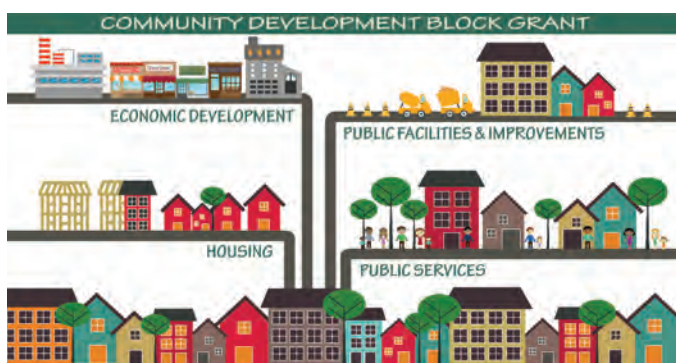 COMMUNITY DEVELOPMENT BLOCK GRANT
ECONOMIC DEVELOPMENT
PUBLIC FACILITIES & IMPROVEMENTS
HOUSING
PUBLIC SERVICES